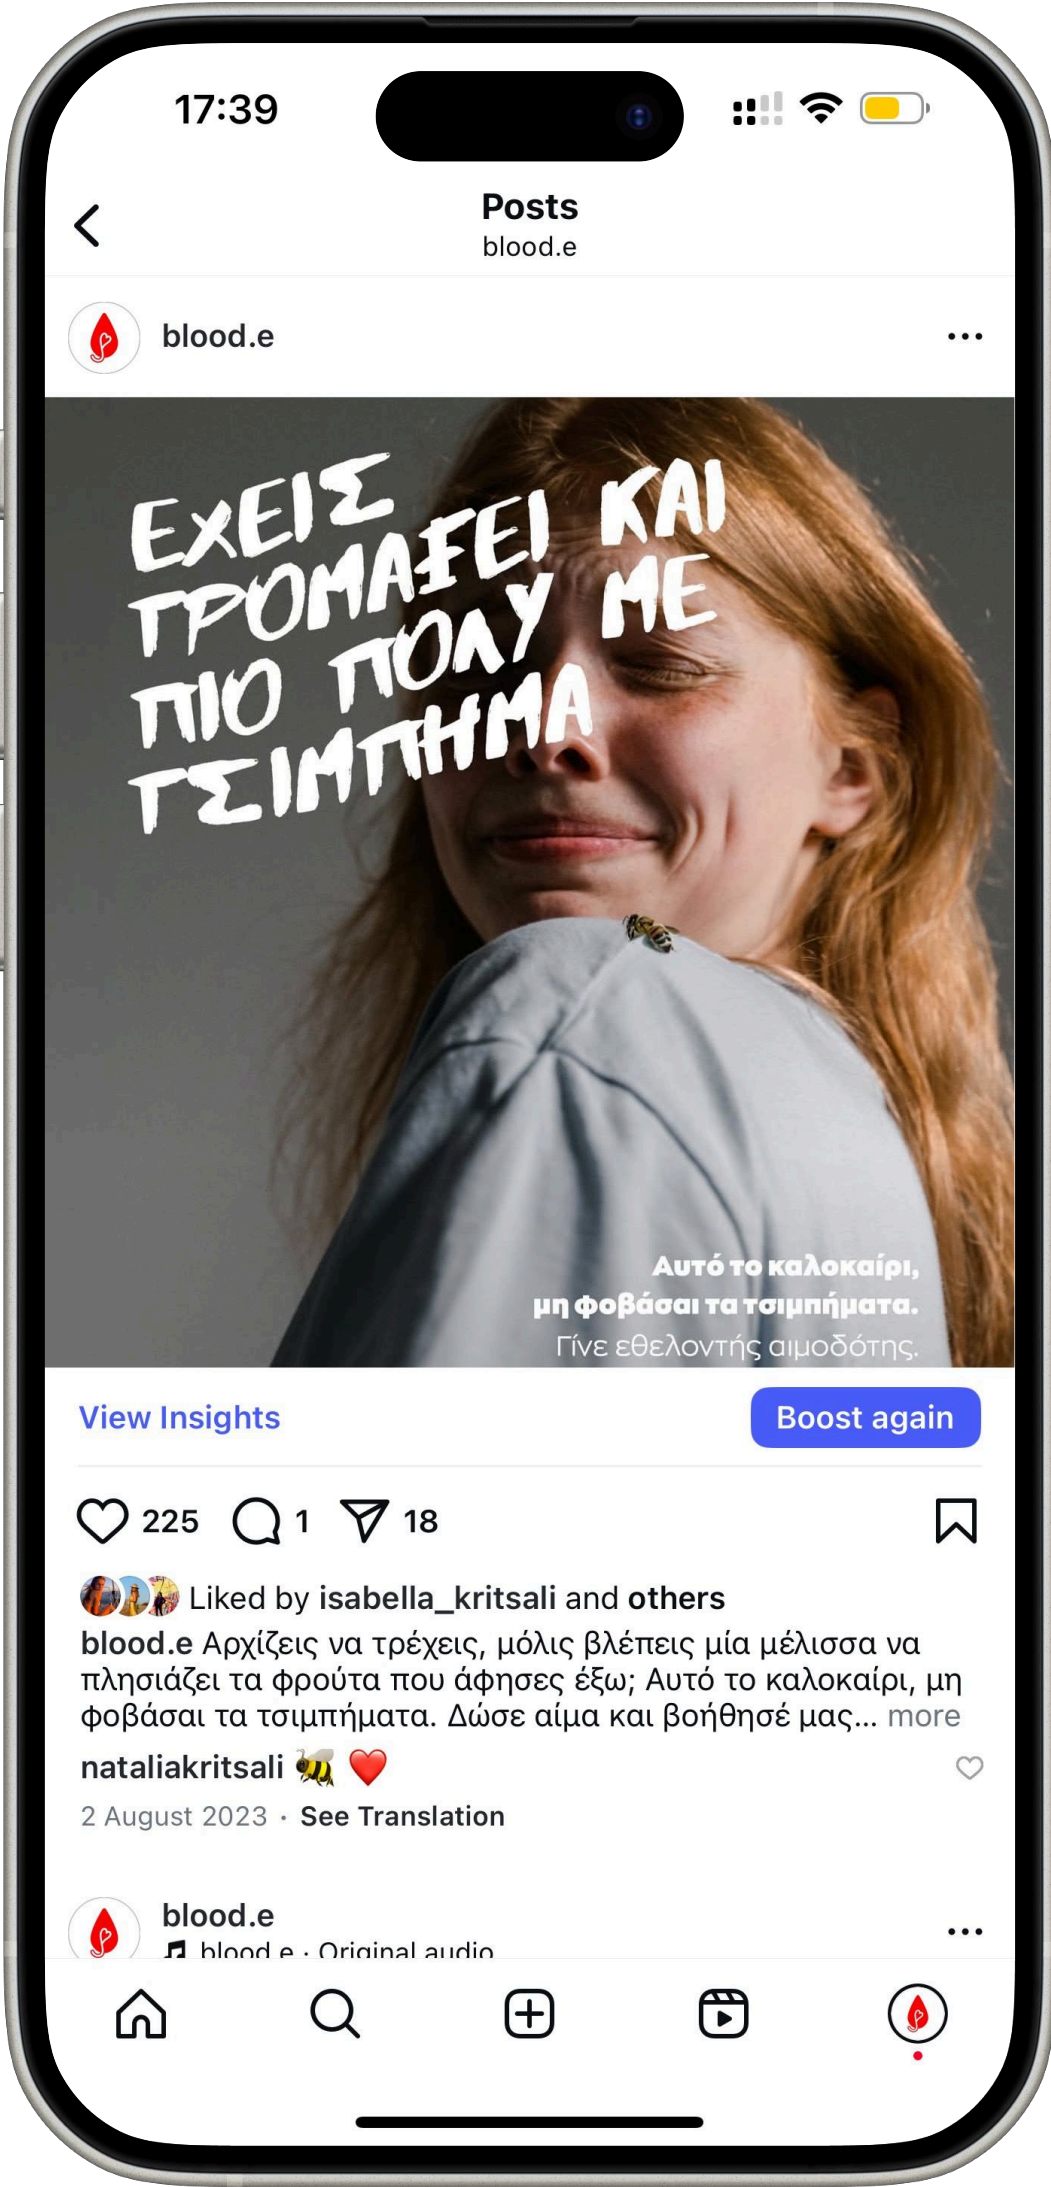 17:39
Posts
blood.e
blood.e
ΕΧΕΙΣ
ΤΡΟΜΑΞΕΙ ΚΑΙ
ΠΙΟ ΠΟΛΥ ΜΕ
ΤΣΙΜΠΗΜΑ
Αυτό το καλοκαίρι,
μη φοβάσαι τα τσιμπήματα.
Γίνε εθελοντής αιμοδότης.
View Insights
Boost again
225 1 18
Liked by isabella_kritsali and others
blood.e Αρχίζεις να τρέχεις, μόλις βλέπεις μία μέλισσα να
πλησιάζει τα φρούτα που άφησες έξω; Αυτό το καλοκαίρι, μη
φοβάσαι τα τσιμπήματα. Δώσε αίμα και βοήθησέ μας... more
nataliakritsali 🐝 ❤️
2 August 2023 · See Translation
blood.e
blood.e · Original audio